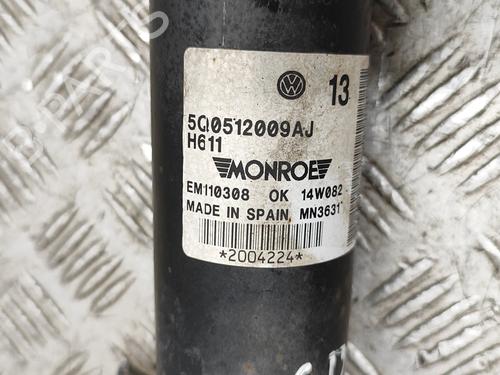 13
5Q0512009AJ
H611
MONROE
EM110308 OK 14W082
MADE IN SPAIN, MN3631
*2004224*